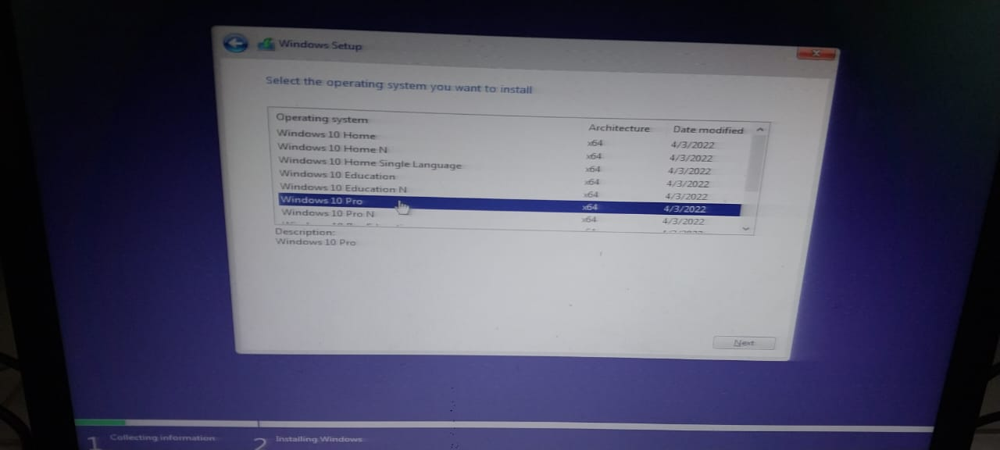 Windows Setup
Select the operating system you want to install
Operating system Architecture Date modified
Windows 10 Home x64 4/3/2022
Windows 10 Home N x64 4/3/2022
Windows 10 Home Single Language x64 4/3/2022
Windows 10 Education x64 4/3/2022
Windows 10 Education N x64 4/3/2022
Windows 10 Pro x64 4/3/2022
Windows 10 Pro N x64 4/3/2022
Description:
Windows 10 Pro
Next
1 Collecting information 2 Installing Windows